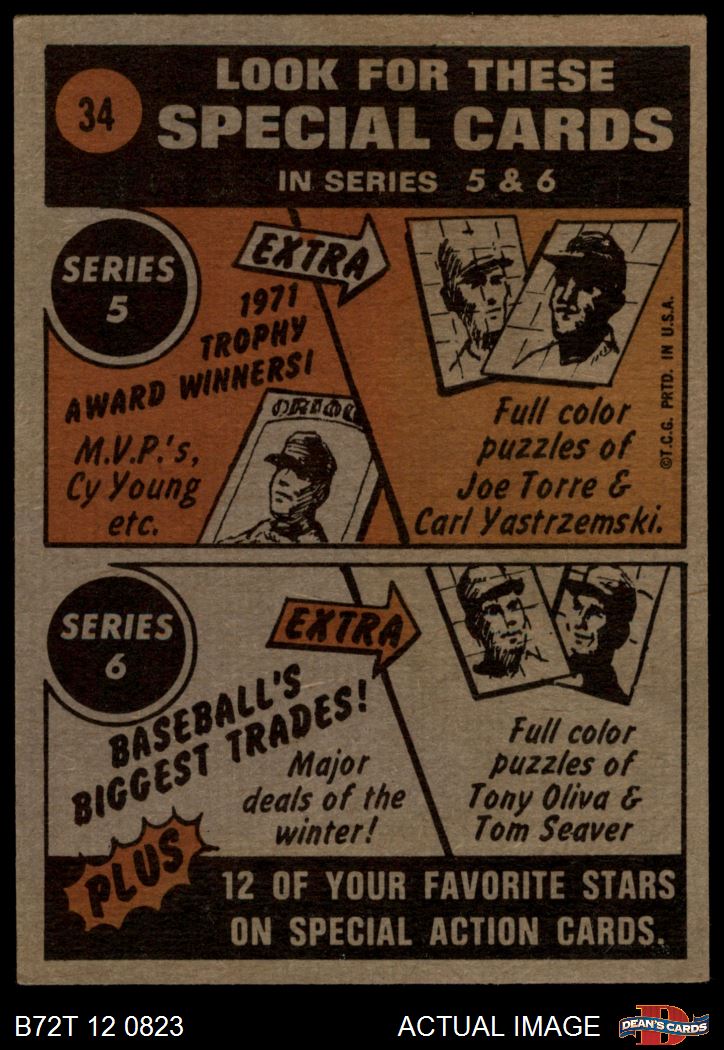 34
LOOK FOR THESE
SPECIAL CARDS
IN SERIES 5 & 6
SERIES
5
EXTRA
1971
TROPHY
AWARD WINNERS!
M.V.P.'s,
Cy Young
etc.
ORIOL
Full color
puzzles of
Joe Torre &
Carl Yastrzemski.
©T.C.G. PRTD. IN U.S.A.
SERIES
6
EXTRA
BASEBALL'S
BIGGEST TRADES!
Major
deals of the
winter!
Full color
puzzles of
Tony Oliva &
Tom Seaver
PLUS
12 OF YOUR FAVORITE STARS
ON SPECIAL ACTION CARDS.
B72T 12 0823
ACTUAL IMAGE
D
DEAN'S CARDS